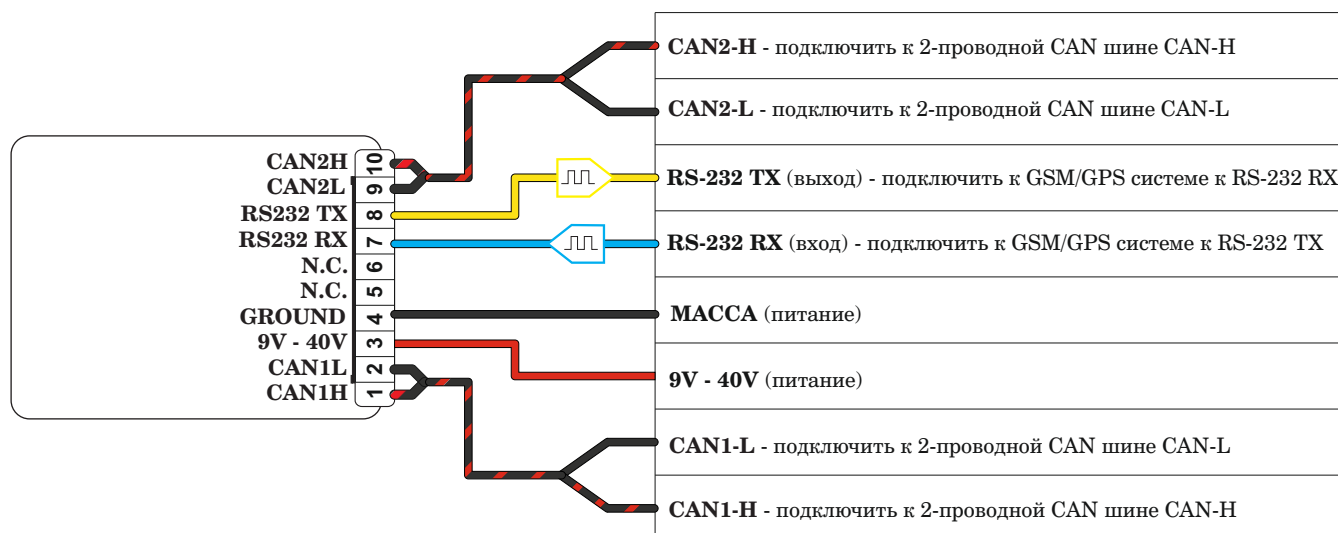 CAN2H 10
CAN2L 9
RS232 TX 8
RS232 RX 7
N.C. 6
N.C. 5
GROUND 4
9V - 40V 3
CAN1L 2
CAN1H 1
CAN2-H - подключить к 2-проводной CAN шине CAN-H
CAN2-L - подключить к 2-проводной CAN шине CAN-L
RS-232 TX (выход) - подключить к GSM/GPS системе к RS-232 RX
RS-232 RX (вход) - подключить к GSM/GPS системе к RS-232 TX
МАССА (питание)
9V - 40V (питание)
CAN1-L - подключить к 2-проводной CAN шине CAN-L
CAN1-H - подключить к 2-проводной CAN шине CAN-H